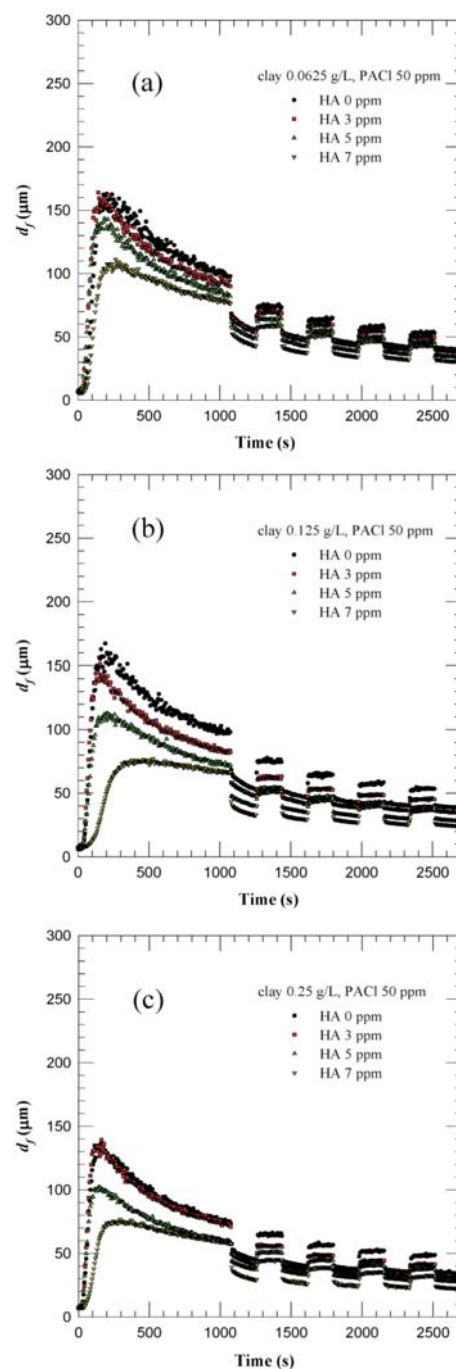 300
(a)
clay 0.0625 g/L, PACl 50 ppm
250
HA 0 ppm
HA 3 ppm
HA 5 ppm
200
HA 7 ppm
d_f (μm)
150
100
50
0
0 500 1000 1500 2000 2500
Time (s)
300
(b)
clay 0.125 g/L, PACl 50 ppm
250
HA 0 ppm
HA 3 ppm
HA 5 ppm
200
HA 7 ppm
d_f (μm)
150
100
50
0
0 500 1000 1500 2000 2500
Time (s)
300
(c)
clay 0.25 g/L, PACl 50 ppm
250
HA 0 ppm
HA 3 ppm
HA 5 ppm
200
HA 7 ppm
d_f (μm)
150
100
50
0
0 500 1000 1500 2000 2500
Time (s)